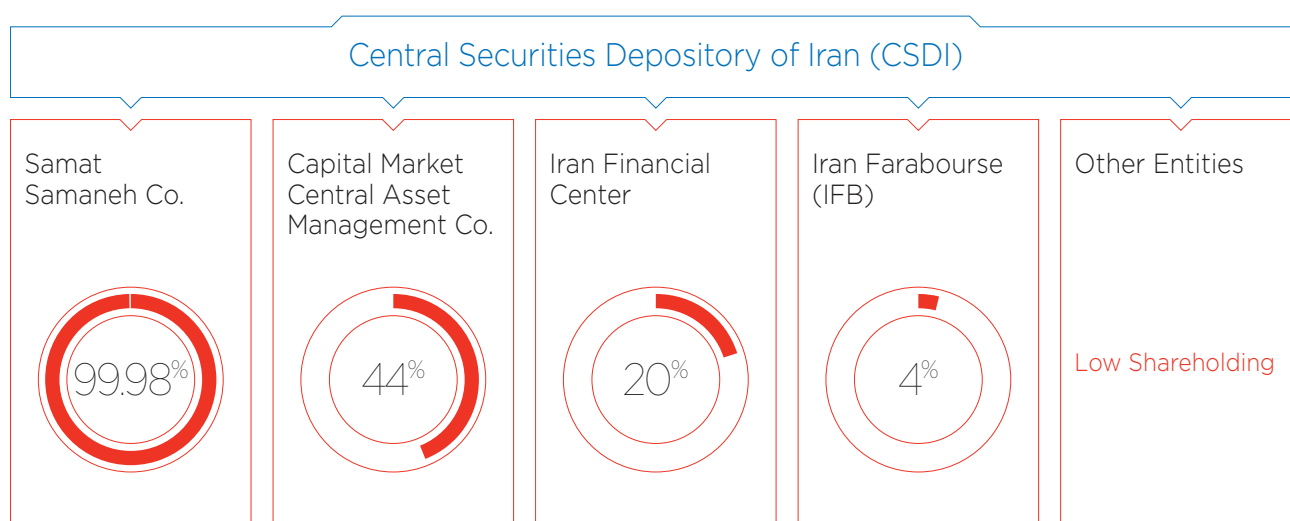 Central Securities Depository of Iran (CSDI)
Samat
Samaneh Co.
99.98%
Capital Market
Central Asset
Management Co.
44%
Iran Financial
Center
20%
Iran Farabourse
(IFB)
4%
Other Entities
Low Shareholding